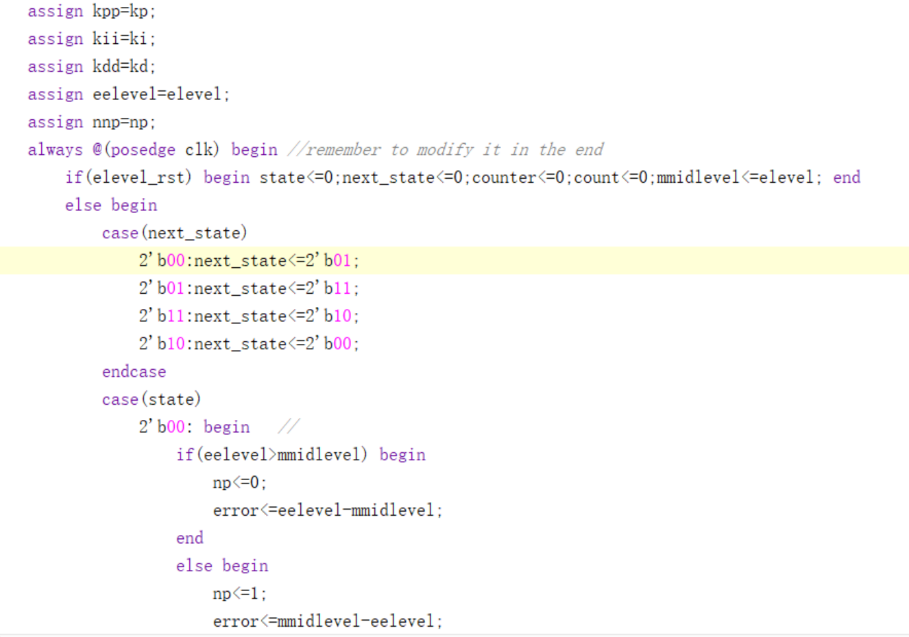 assign kpp=kp;
assign kii=ki;
assign kdd=kd;
assign eelevel=elevel;
assign nnp=np;
always @(posedge clk) begin //remember to modify it in the end
if(elevel_rst) begin state<=0;next_state<=0;counter<=0;count<=0;mmidlevel<=elevel; end
else begin
case(next_state)
2'b00:next_state<=2'b01;
2'b01:next_state<=2'b11;
2'b11:next_state<=2'b10;
2'b10:next_state<=2'b00;
endcase
case(state)
2'b00: begin //
if(eelevel>mmidlevel) begin
np<=0;
error<=eelevel-mmidlevel;
end
else begin
np<=1;
error<=mmidlevel-eelevel;